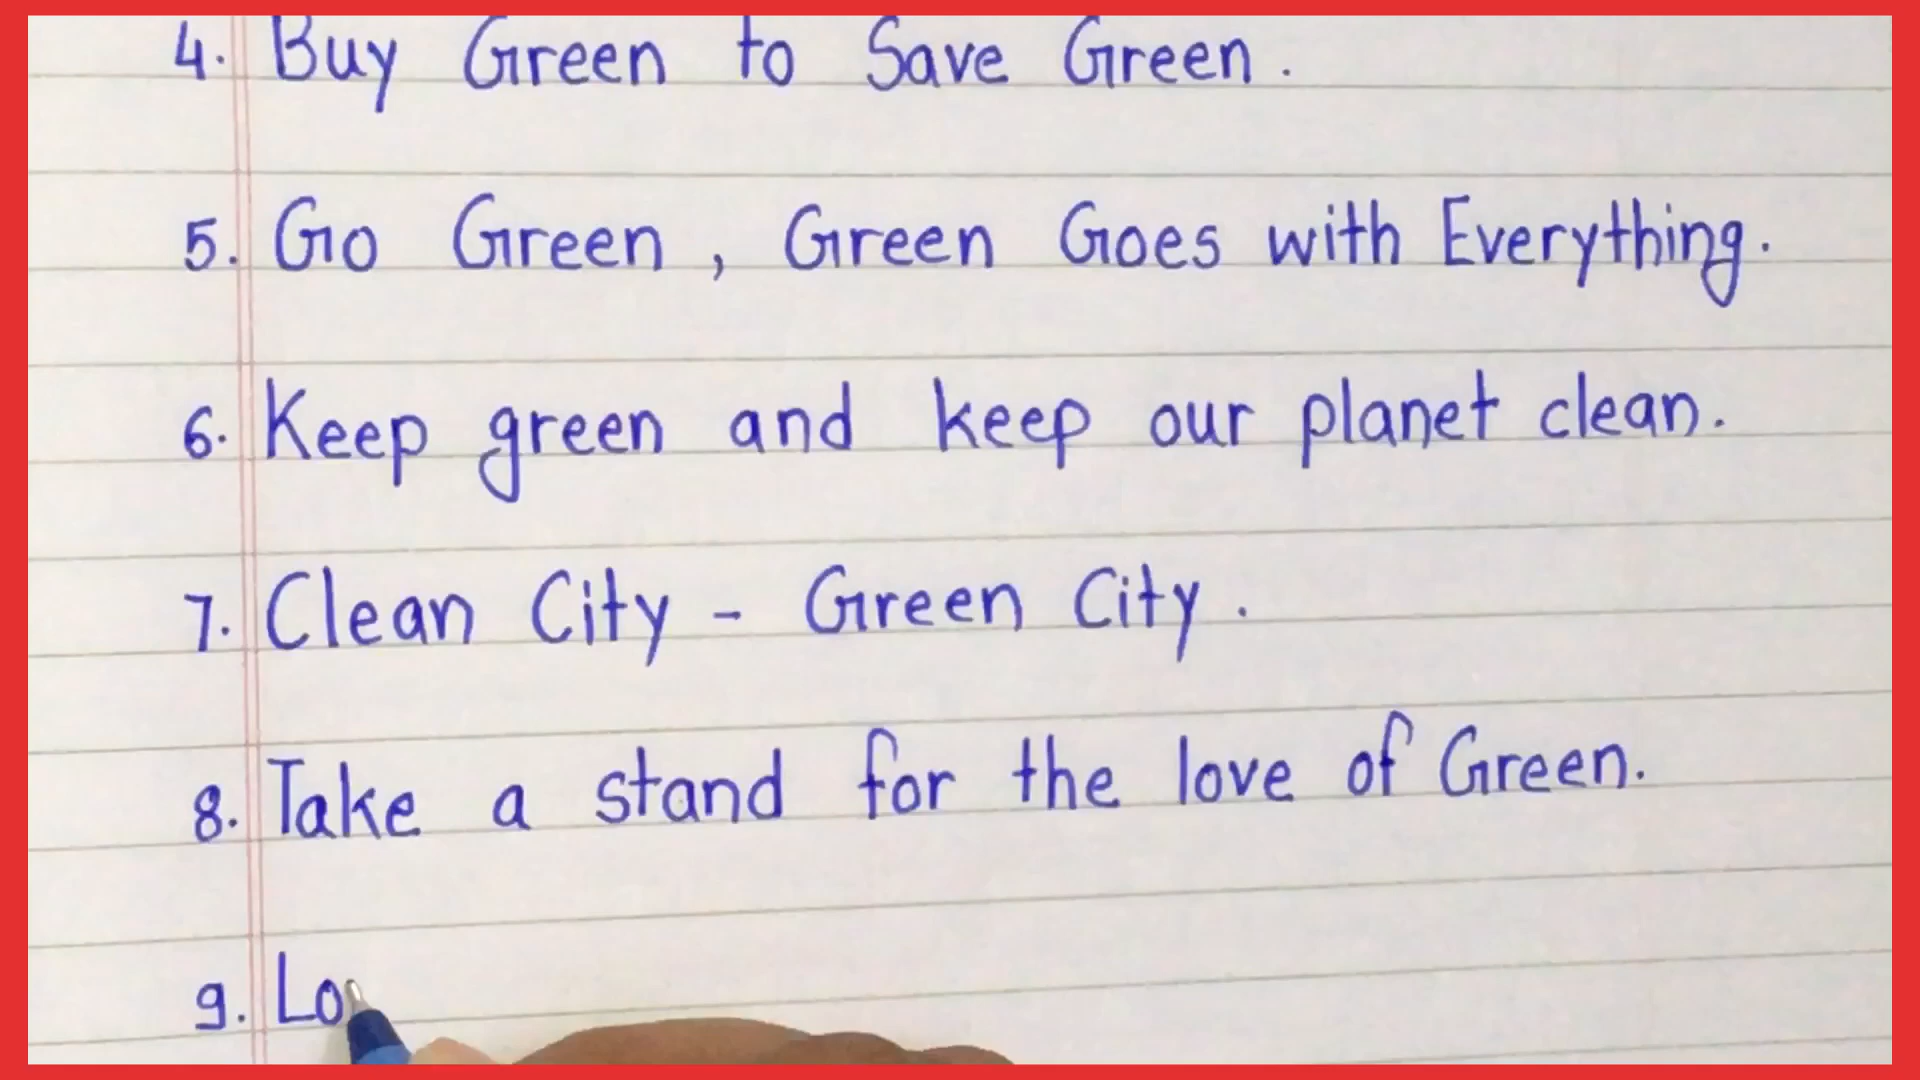 4. Buy Green to Save Green.
5. Go Green, Green Goes with Everything.
6. Keep green and keep our planet clean.
7. Clean City - Green City.
8. Take a stand for the love of Green.
9. Lo